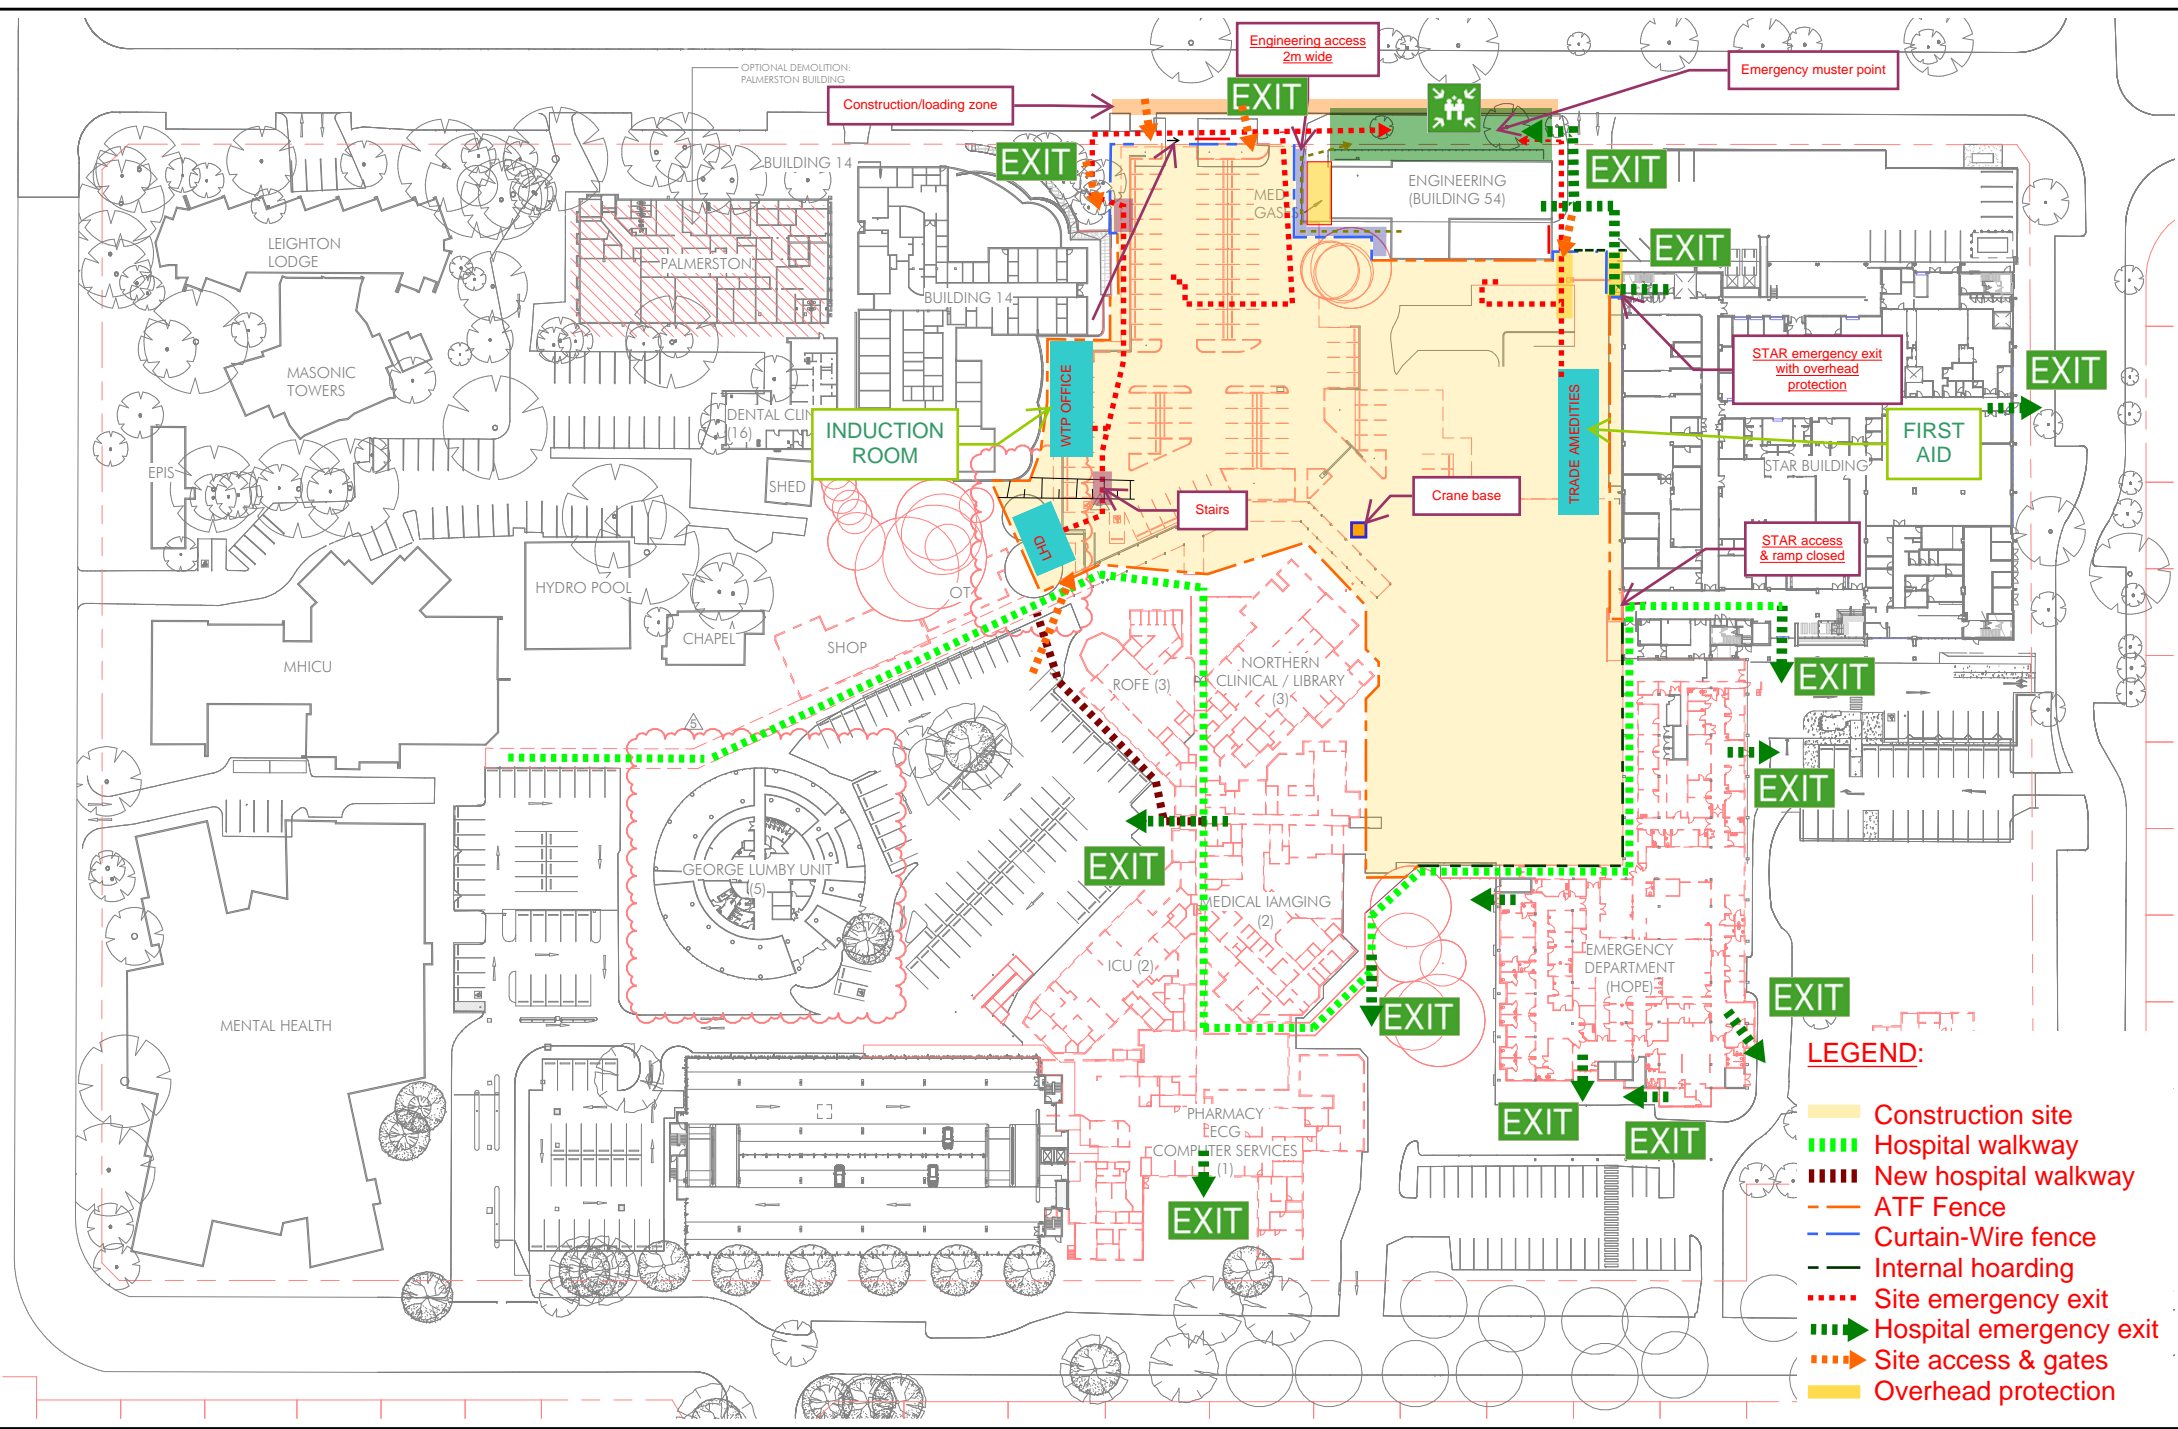 Engineering access
2m wide
Emergency muster point
OPTIONAL DEMOLITION:
PALMERSTON BUILDING
Construction/loading zone
EXIT
EXIT
EXIT
EXIT
BUILDING 14
ENGINEERING
(BUILDING 54)
MED
GASES
LEIGHTON
LODGE
PALMERSTON
BUILDING 14
MASONIC
TOWERS
STAR emergency exit
with overhead
protection
EXIT
DENTAL CLIN
(16)
INDUCTION
ROOM
WTP OFFICE
TRADE AMEDITIES
FIRST
AID
STAR BUILDING
EPIS
SHED
Stairs
Crane base
LHD
STAR access
& ramp closed
HYDRO POOL
OT
CHAPEL
SHOP
MHICU
ROFE (3)
NORTHERN
CLINICAL / LIBRARY
(3)
EXIT
5
EXIT
EXIT
GEORGE LUMBY UNIT
(5)
MEDICAL IAMGING
(2)
ICU (2)
EMERGENCY
DEPARTMENT
(HOPE)
EXIT
EXIT
MENTAL HEALTH
PHARMACY
ECG
COMPUTER SERVICES
(1)
EXIT
EXIT
EXIT
LEGEND:
Construction site
Hospital walkway
New hospital walkway
ATF Fence
Curtain-Wire fence
Internal hoarding
Site emergency exit
Hospital emergency exit
Site access & gates
Overhead protection